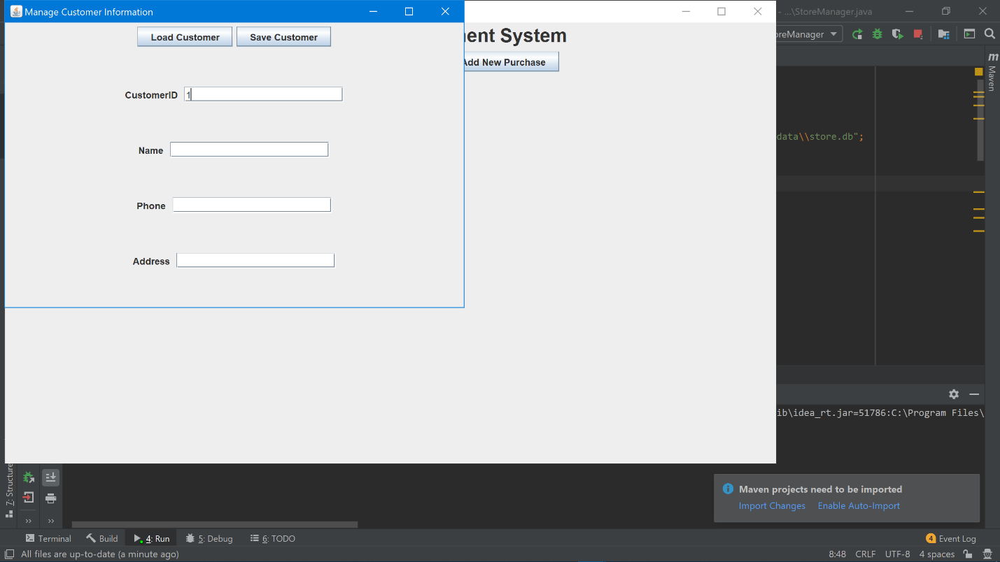 Manage Customer Information
- ...\StoreManager.java
Load Customer
Save Customer
ent System
oreManager
Add New Purchase
Maven
CustomerID 1
data\\store.db";
Name
Phone
Address
ib\idea_rt.jar=51786:C:\Program Files\
7: Structure
Maven projects need to be imported
Import Changes
Enable Auto-Import
Terminal
Build
4: Run
5: Debug
6: TODO
4 Event Log
All files are up-to-date (a minute ago)
8:48
CRLF
UTF-8
4 spaces